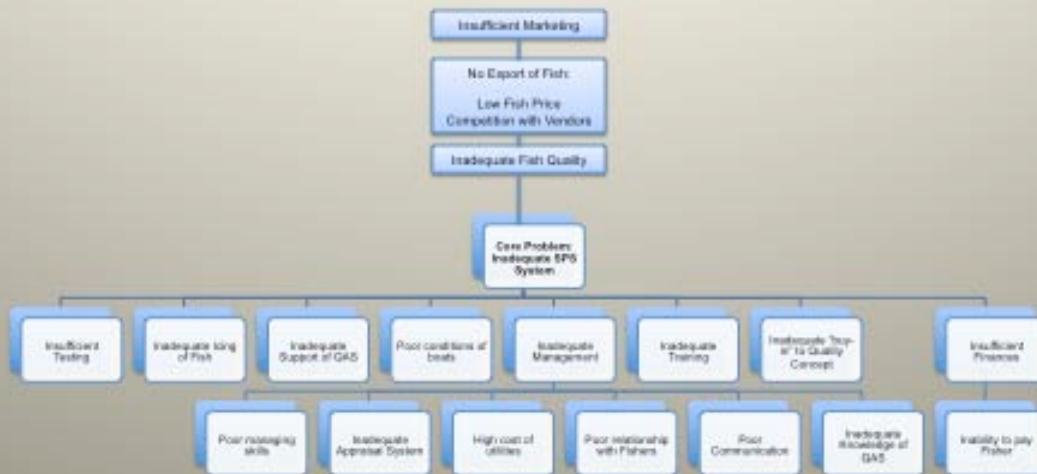 Insufficient Marketing
No Export of Fish:
Low Fish Price
Competition with Vendors
Inadequate Fish Quality
Core Problem:
Inadequate SPS
System
Insufficient
Testing
Inadequate Icing
of Fish
Inadequate
Support of QAS
Poor conditions of
boats
Inadequate
Management
Inadequate
Training
Inadequate "buy-
in" to Quality
Concept
Insufficient
Finances
Poor managing
skills
Inadequate
Appraisal System
High cost of
utilities
Poor relationship
with Fishers
Poor
Communication
Inadequate
Knowledge of
QAS
Inability to pay
Fisher